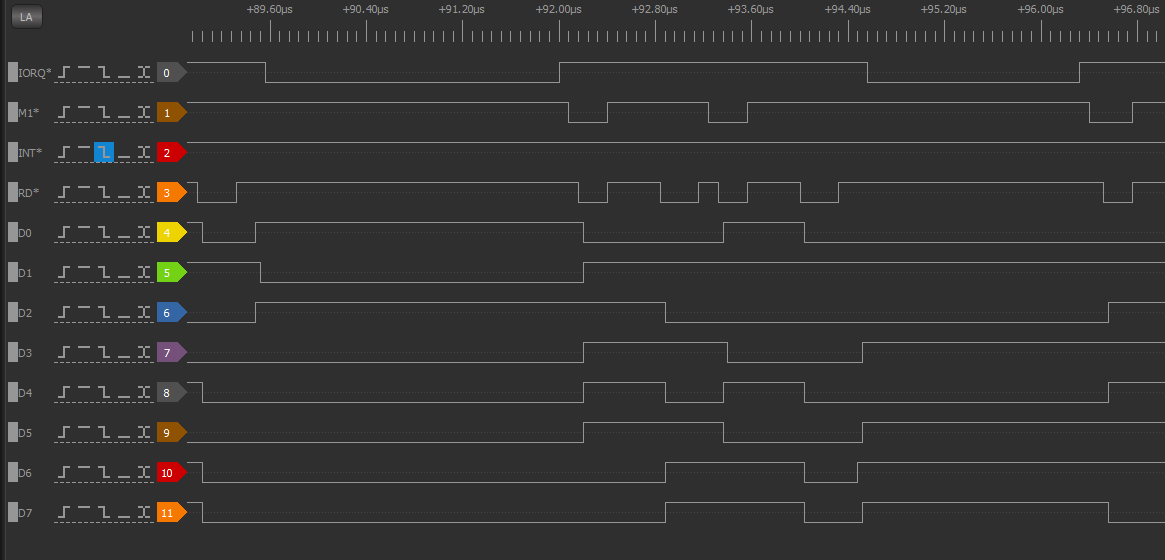 LA +89.60µs +90.40µs +91.20µs +92.00µs +92.80µs +93.60µs +94.40µs +95.20µs +96.00µs +96.80µs
IORQ* 0
M1* 1
INT* 2
RD* 3
D0 4
D1 5
D2 6
D3 7
D4 8
D5 9
D6 10
D7 11